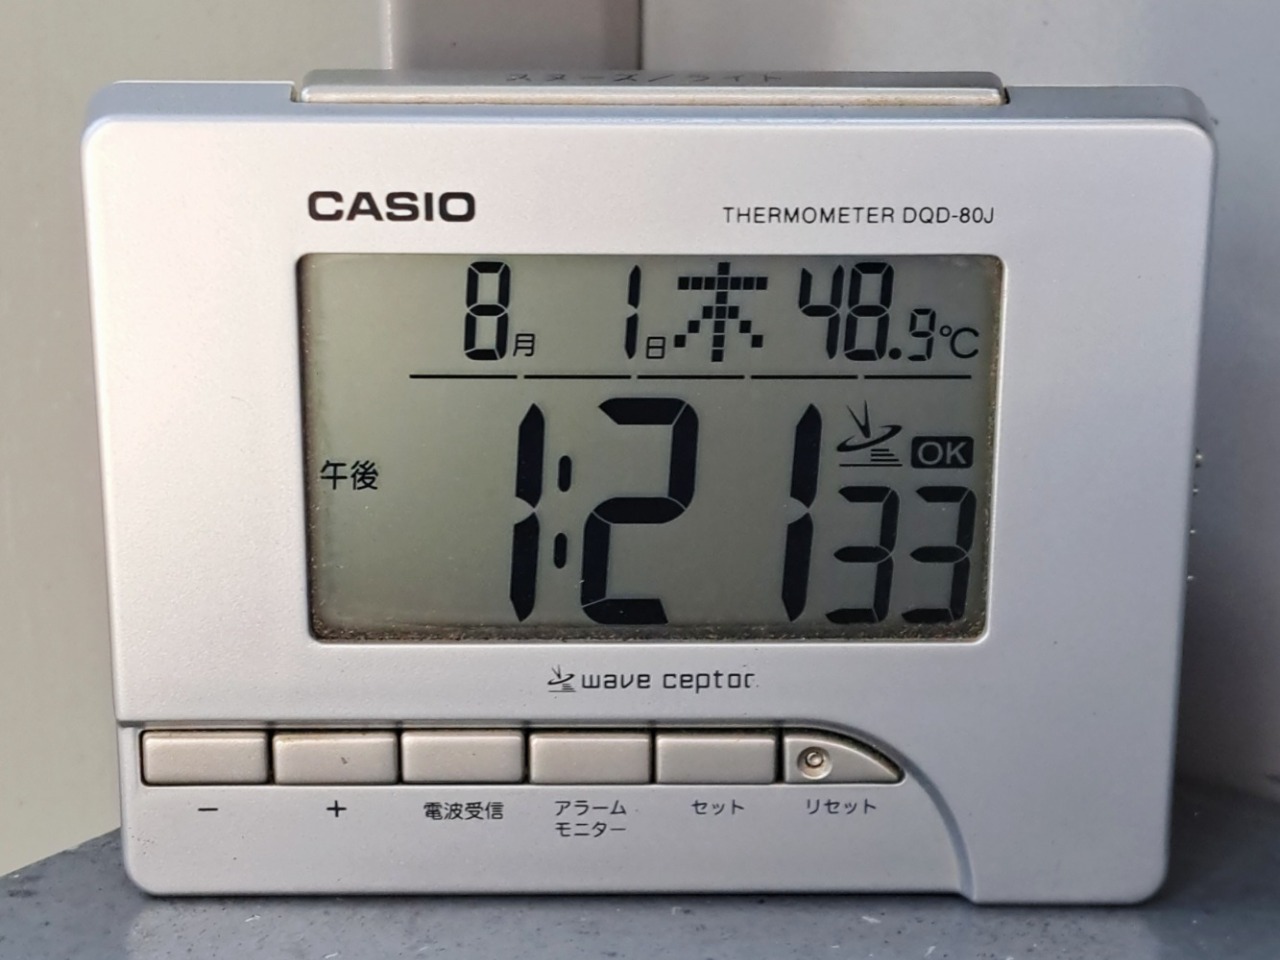 スヌーズ/ライト
CASIO
THERMOMETER DQD-80J
8月 1日 木 48.9℃
午後 1:21 33 OK
wave ceptor
− + 電波受信 アラーム モニター セット リセット